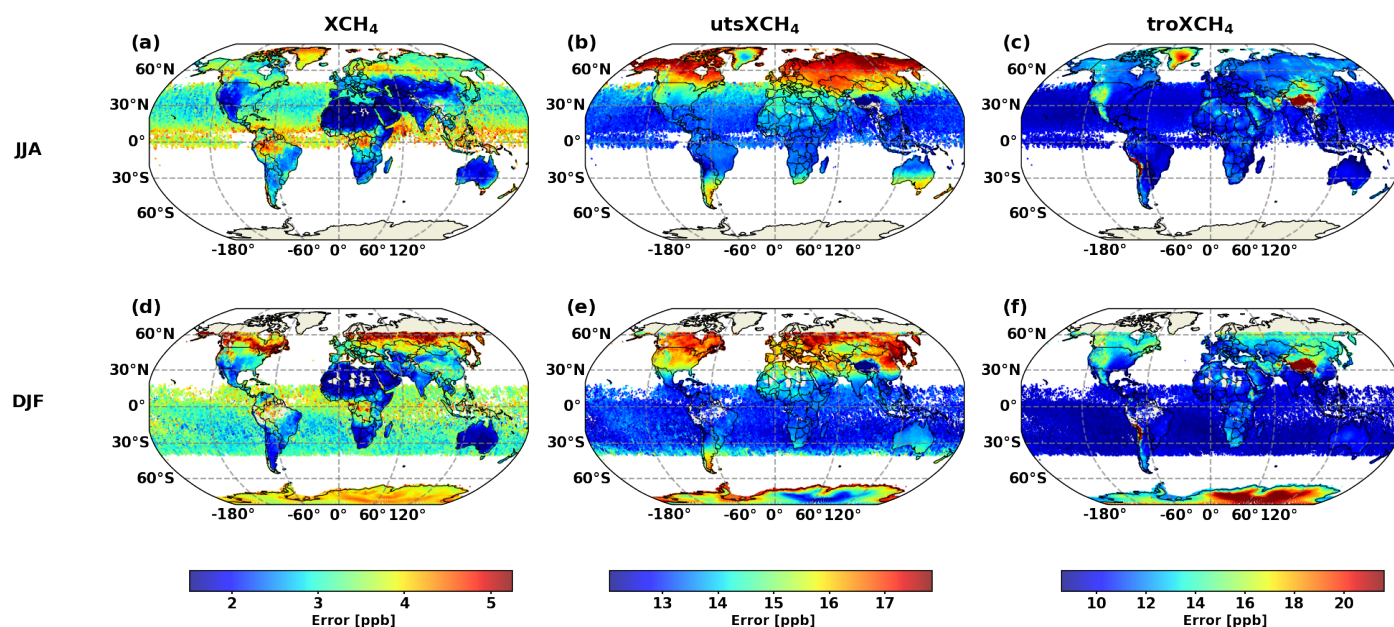 XCH₄ utsXCH₄ troXCH₄
(a) (b) (c)
60°N 60°N 60°N
30°N 30°N 30°N
JJA
0° 0° 0°
30°S 30°S 30°S
60°S 60°S 60°S
-180° -60° 0° 60° 120° -180° -60° 0° 60° 120° -180° -60° 0° 60° 120°
(d) (e) (f)
60°N 60°N 60°N
30°N 30°N 30°N
DJF
0° 0° 0°
30°S 30°S 30°S
60°S 60°S 60°S
-180° -60° 0° 60° 120° -180° -60° 0° 60° 120° -180° -60° 0° 60° 120°
2 3 4 5 13 14 15 16 17 10 12 14 16 18 20
Error [ppb] Error [ppb] Error [ppb]